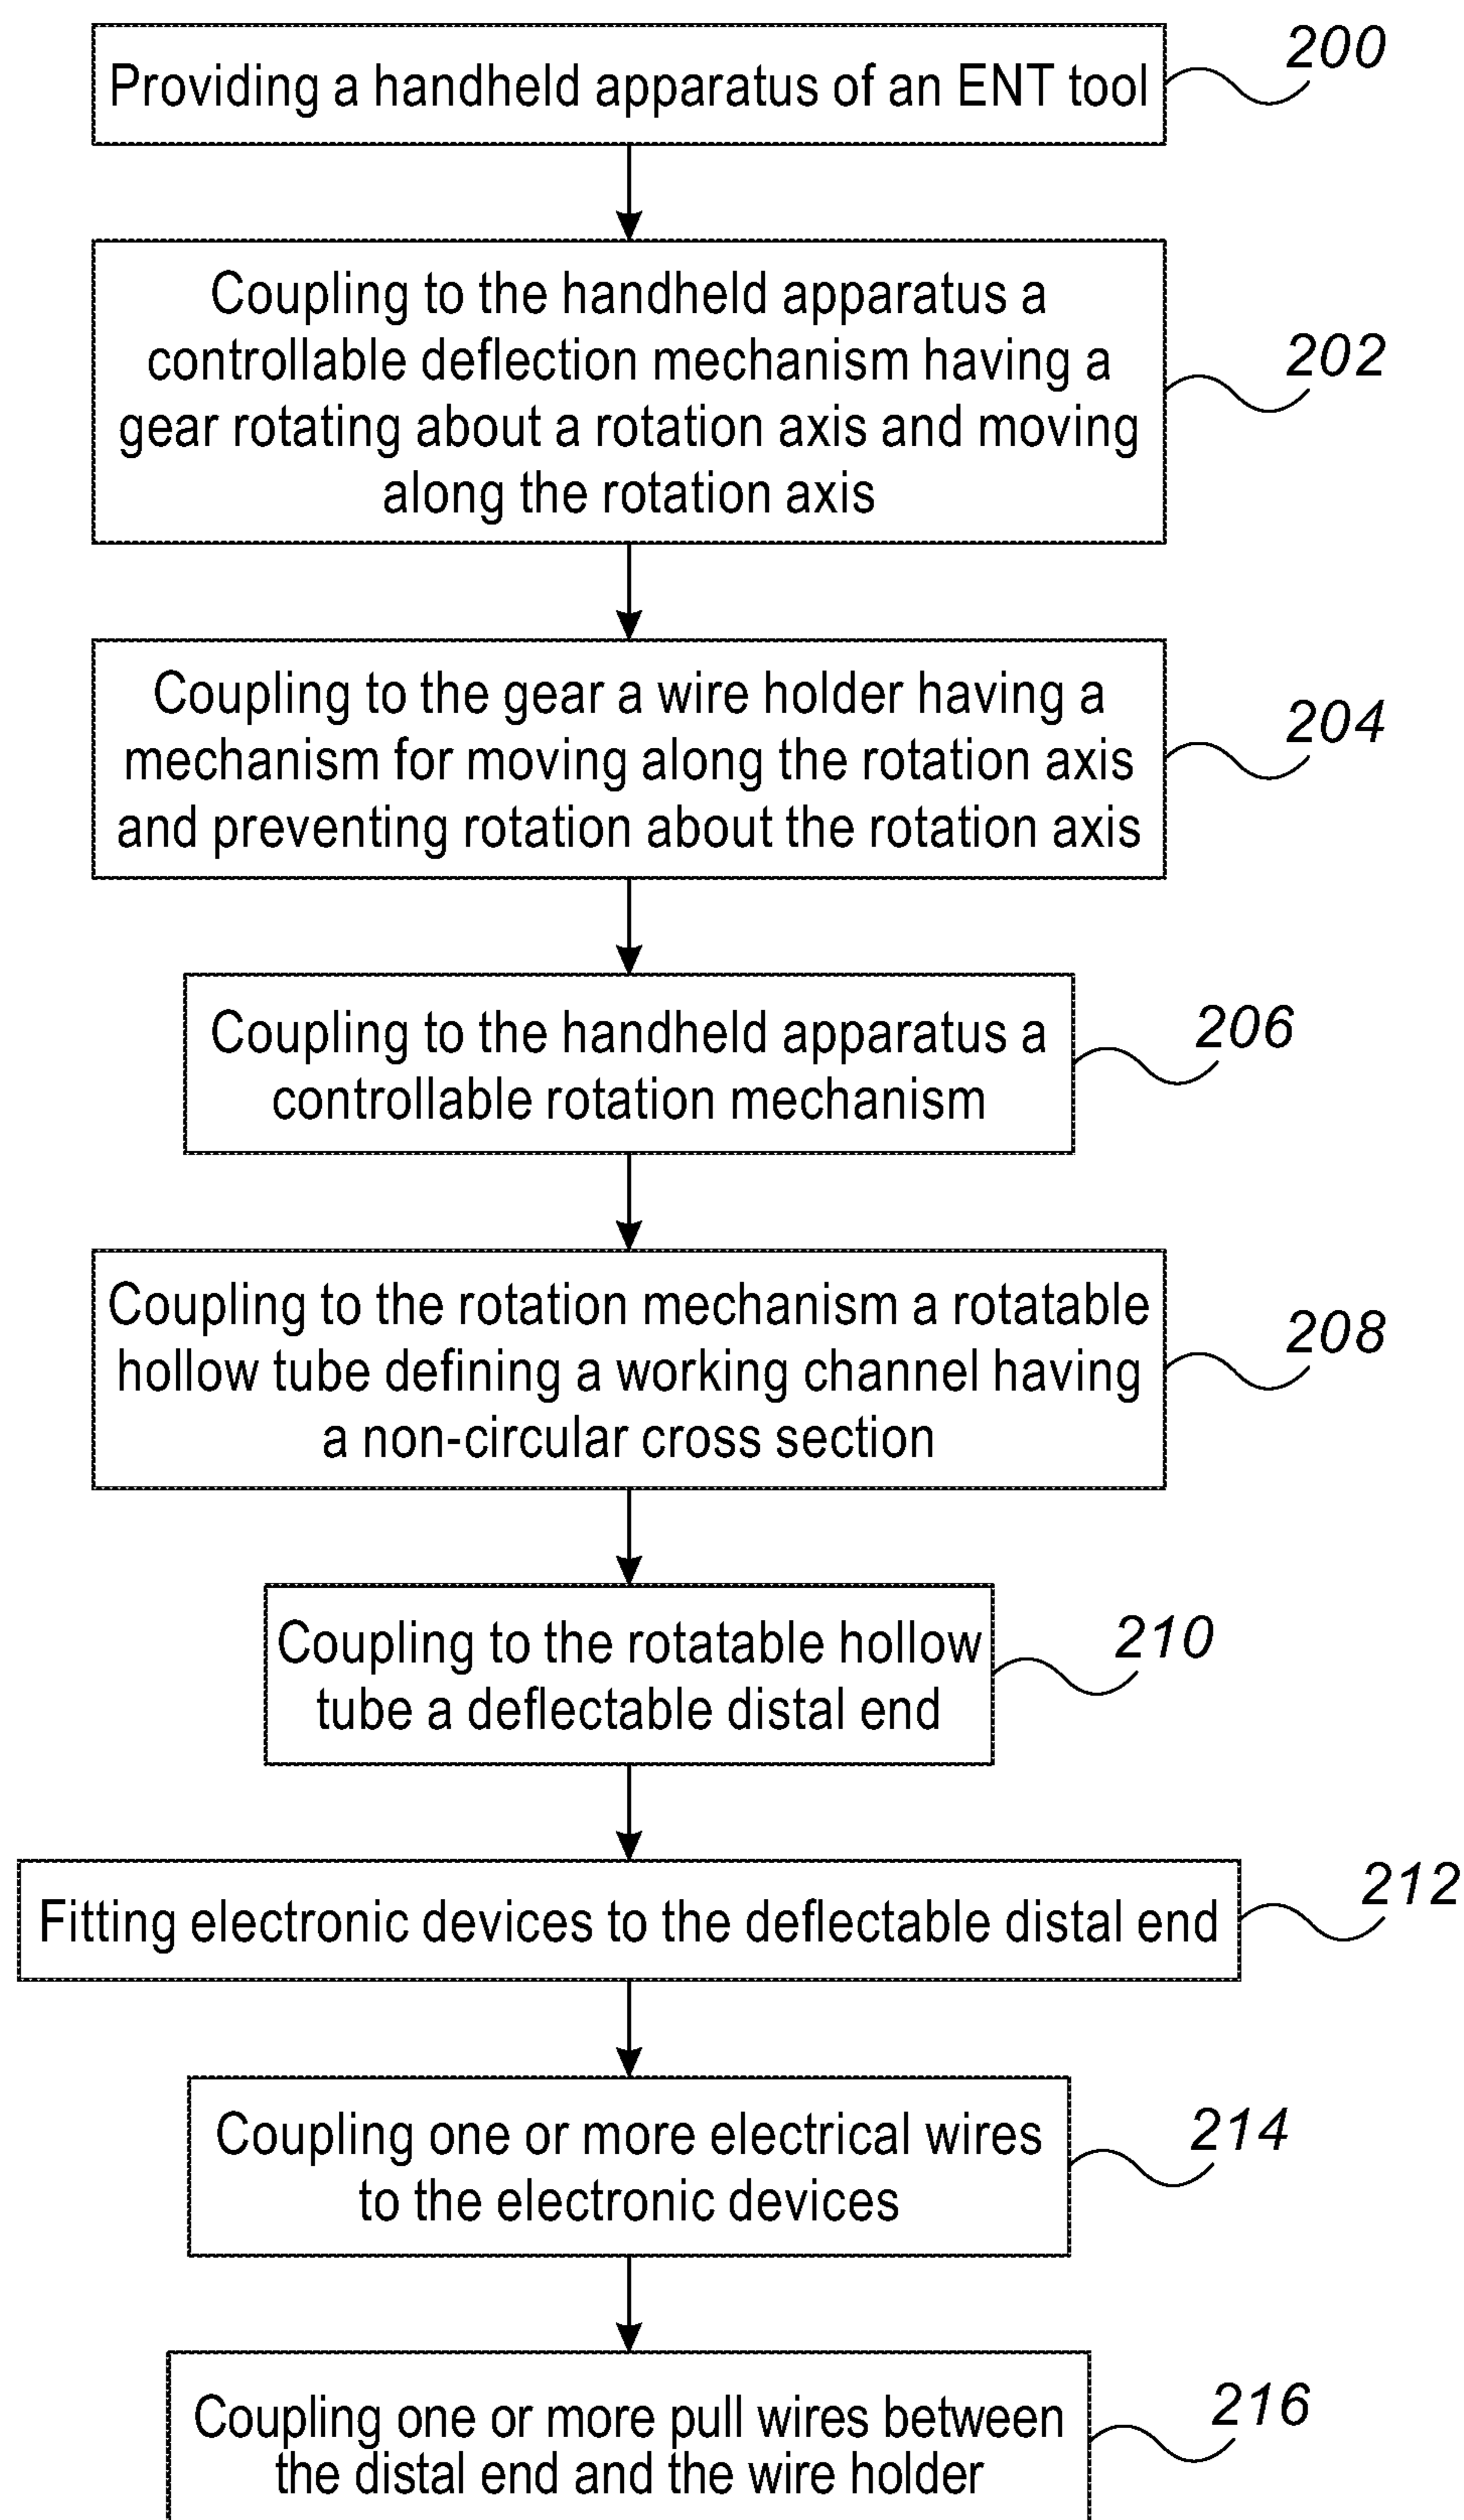 Providing a handheld apparatus of an ENT tool
200
Coupling to the handheld apparatus a
controllable deflection mechanism having a
gear rotating about a rotation axis and moving
along the rotation axis
202
Coupling to the gear a wire holder having a
mechanism for moving along the rotation axis
and preventing rotation about the rotation axis
204
Coupling to the handheld apparatus a
controllable rotation mechanism
206
Coupling to the rotation mechanism a rotatable
hollow tube defining a working channel having
a non-circular cross section
208
Coupling to the rotatable hollow
tube a deflectable distal end
210
Fitting electronic devices to the deflectable distal end
212
Coupling one or more electrical wires
to the electronic devices
214
Coupling one or more pull wires between
the distal end and the wire holder
216